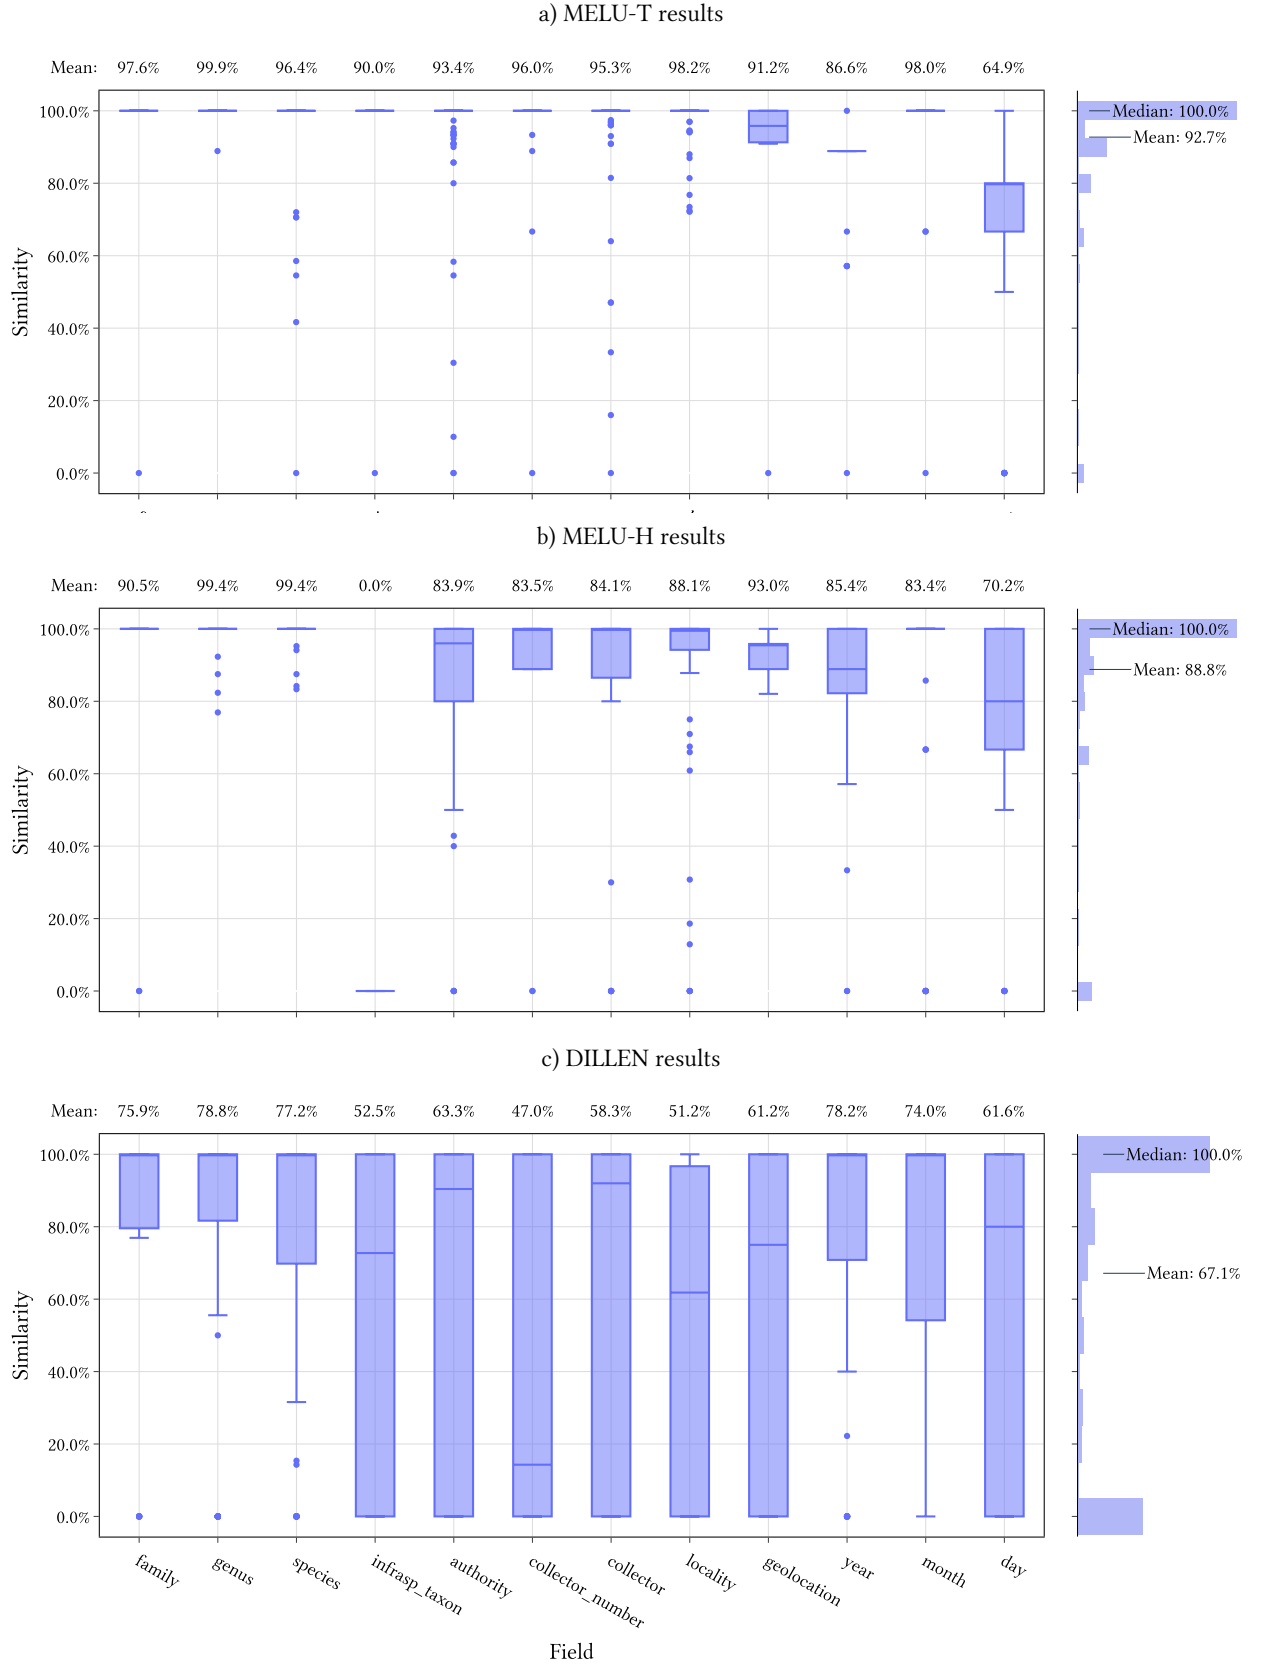 a) MELU-T results
Mean: 97.6% 99.9% 96.4% 90.0% 93.4% 96.0% 95.3% 98.2% 91.2% 86.6% 98.0% 64.9%
100.0%
80.0%
60.0%
40.0%
20.0%
0.0%
Similarity
Median: 100.0%
Mean: 92.7%
b) MELU-H results
Mean: 90.5% 99.4% 99.4% 0.0% 83.9% 83.5% 84.1% 88.1% 93.0% 85.4% 83.4% 70.2%
100.0%
80.0%
60.0%
40.0%
20.0%
0.0%
Similarity
Median: 100.0%
Mean: 88.8%
c) DILLEN results
Mean: 75.9% 78.8% 77.2% 52.5% 63.3% 47.0% 58.3% 51.2% 61.2% 78.2% 74.0% 61.6%
100.0%
80.0%
60.0%
40.0%
20.0%
0.0%
Similarity
Median: 100.0%
Mean: 67.1%
family genus species infrasp_taxon authority collector_number collector locality geolocation year month day
Field